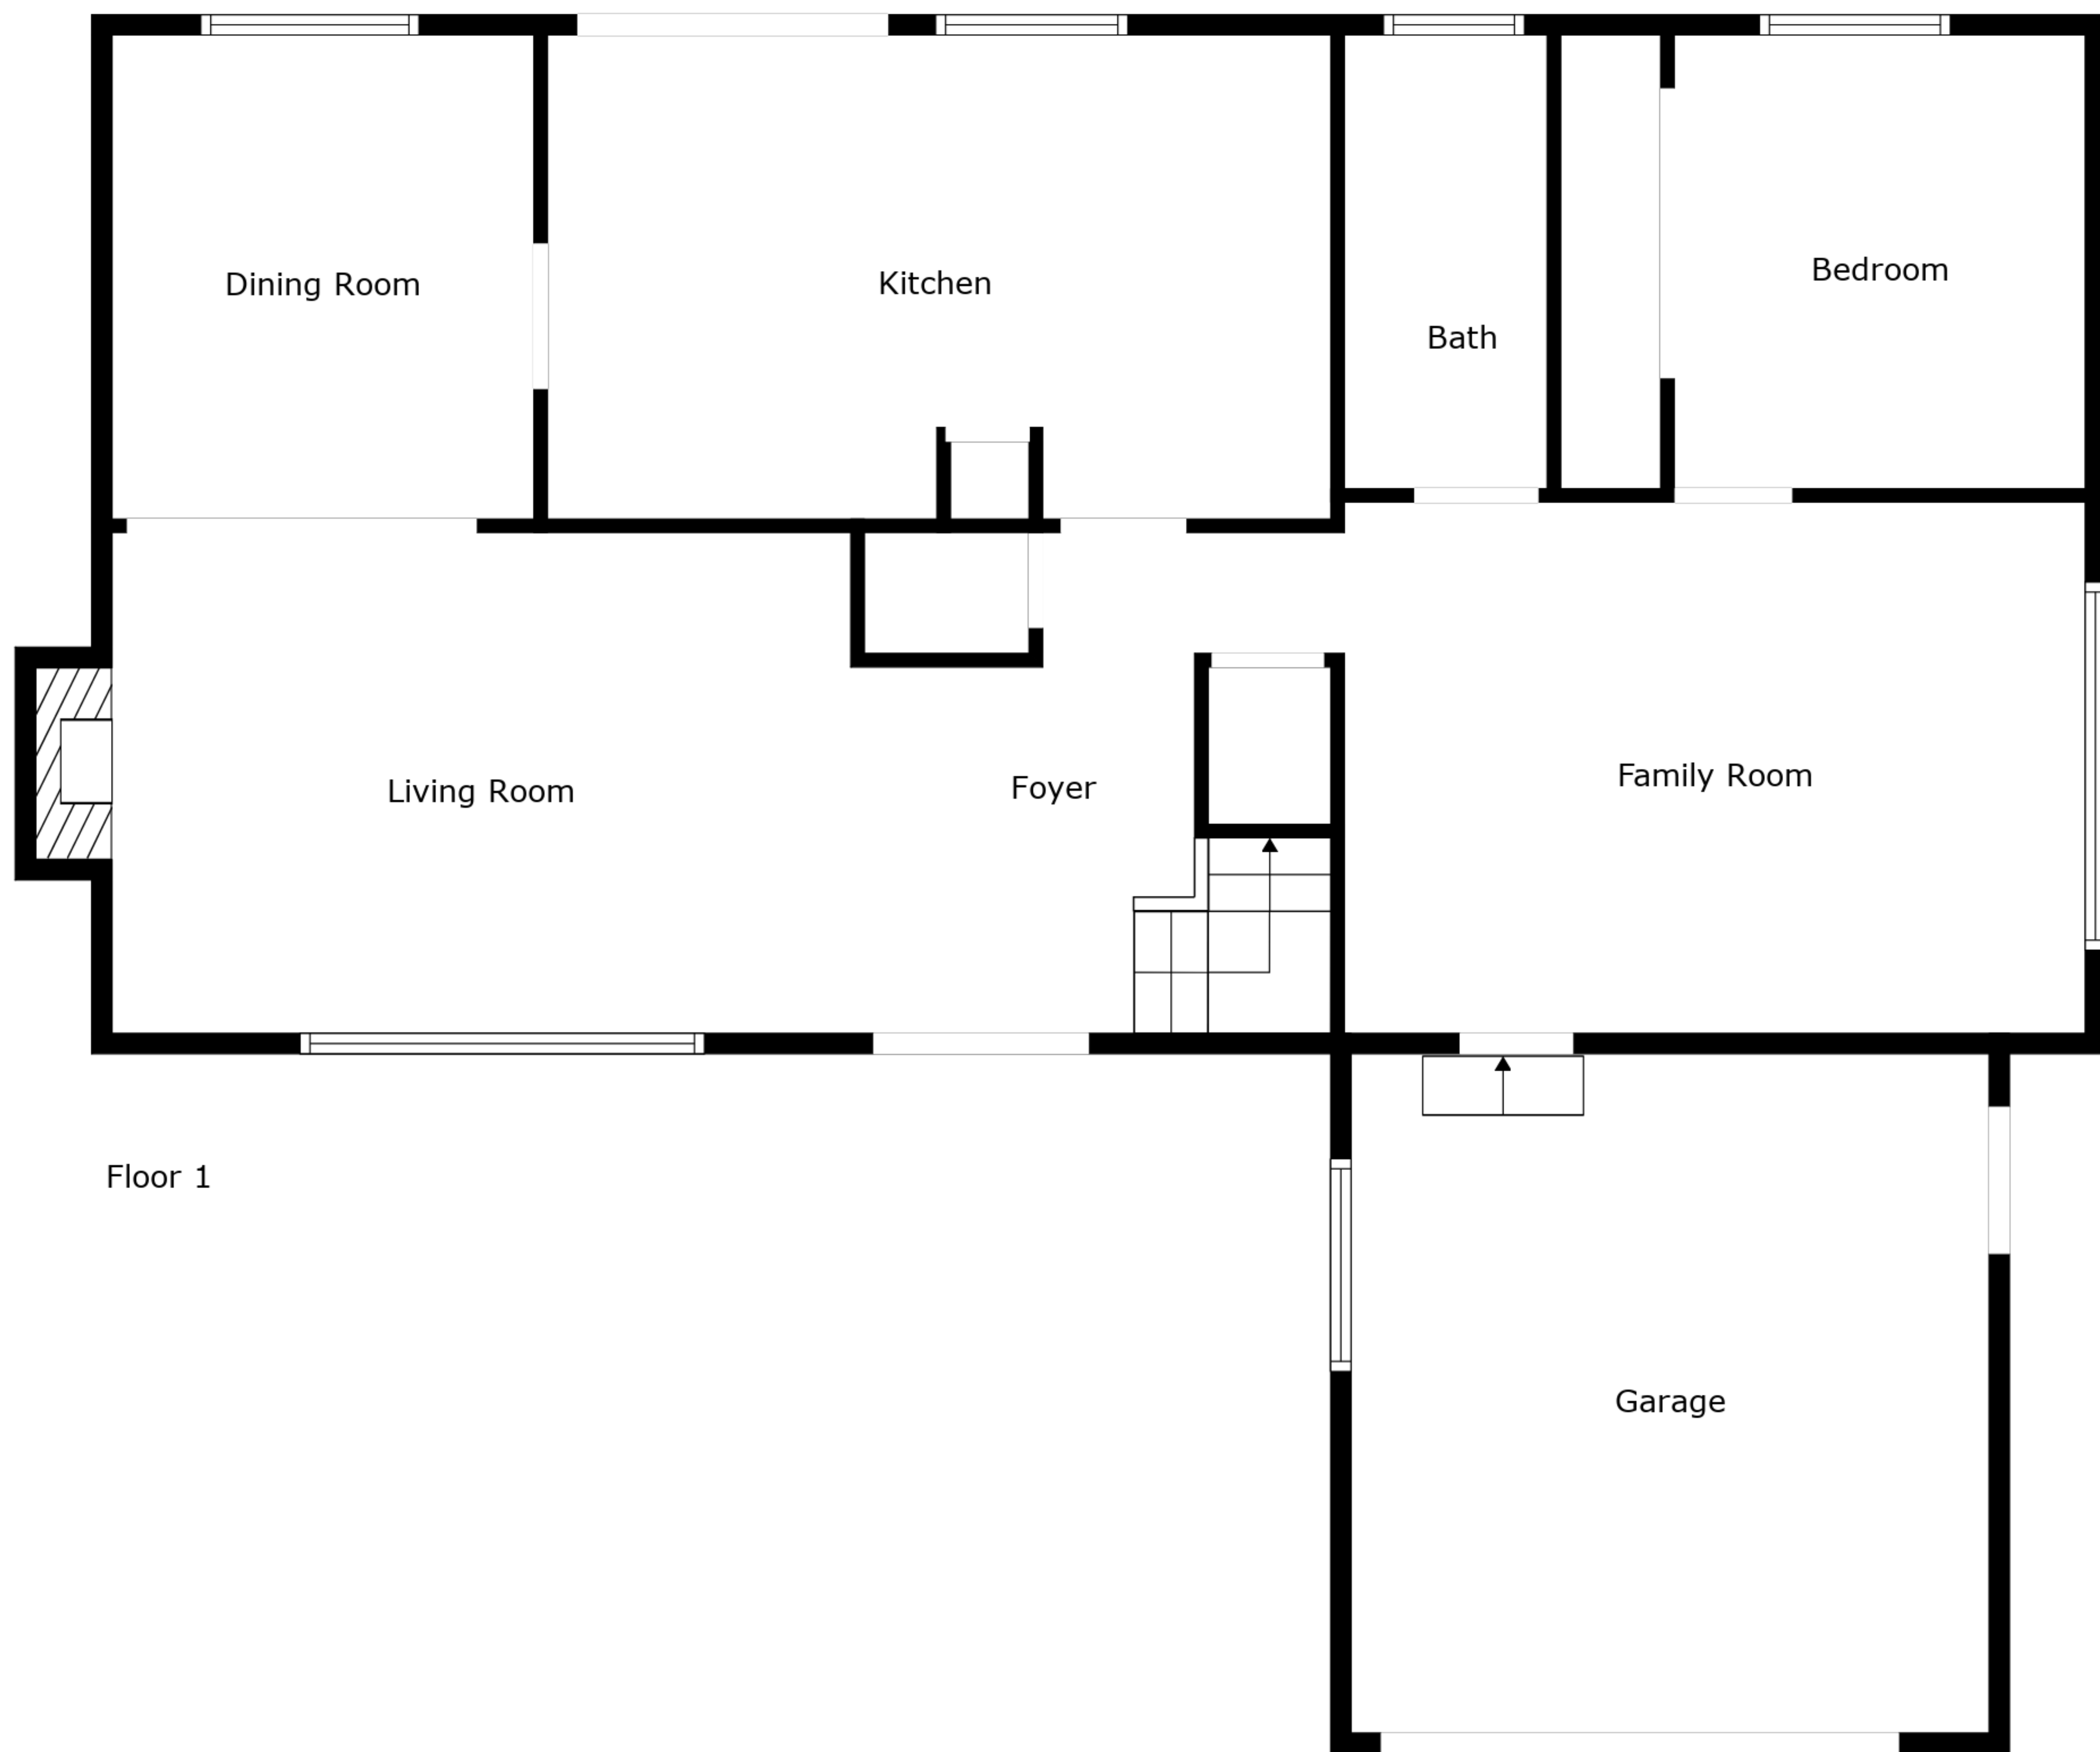 Dining Room
Kitchen
Bath
Bedroom
Living Room
Foyer
Family Room
Floor 1
Garage